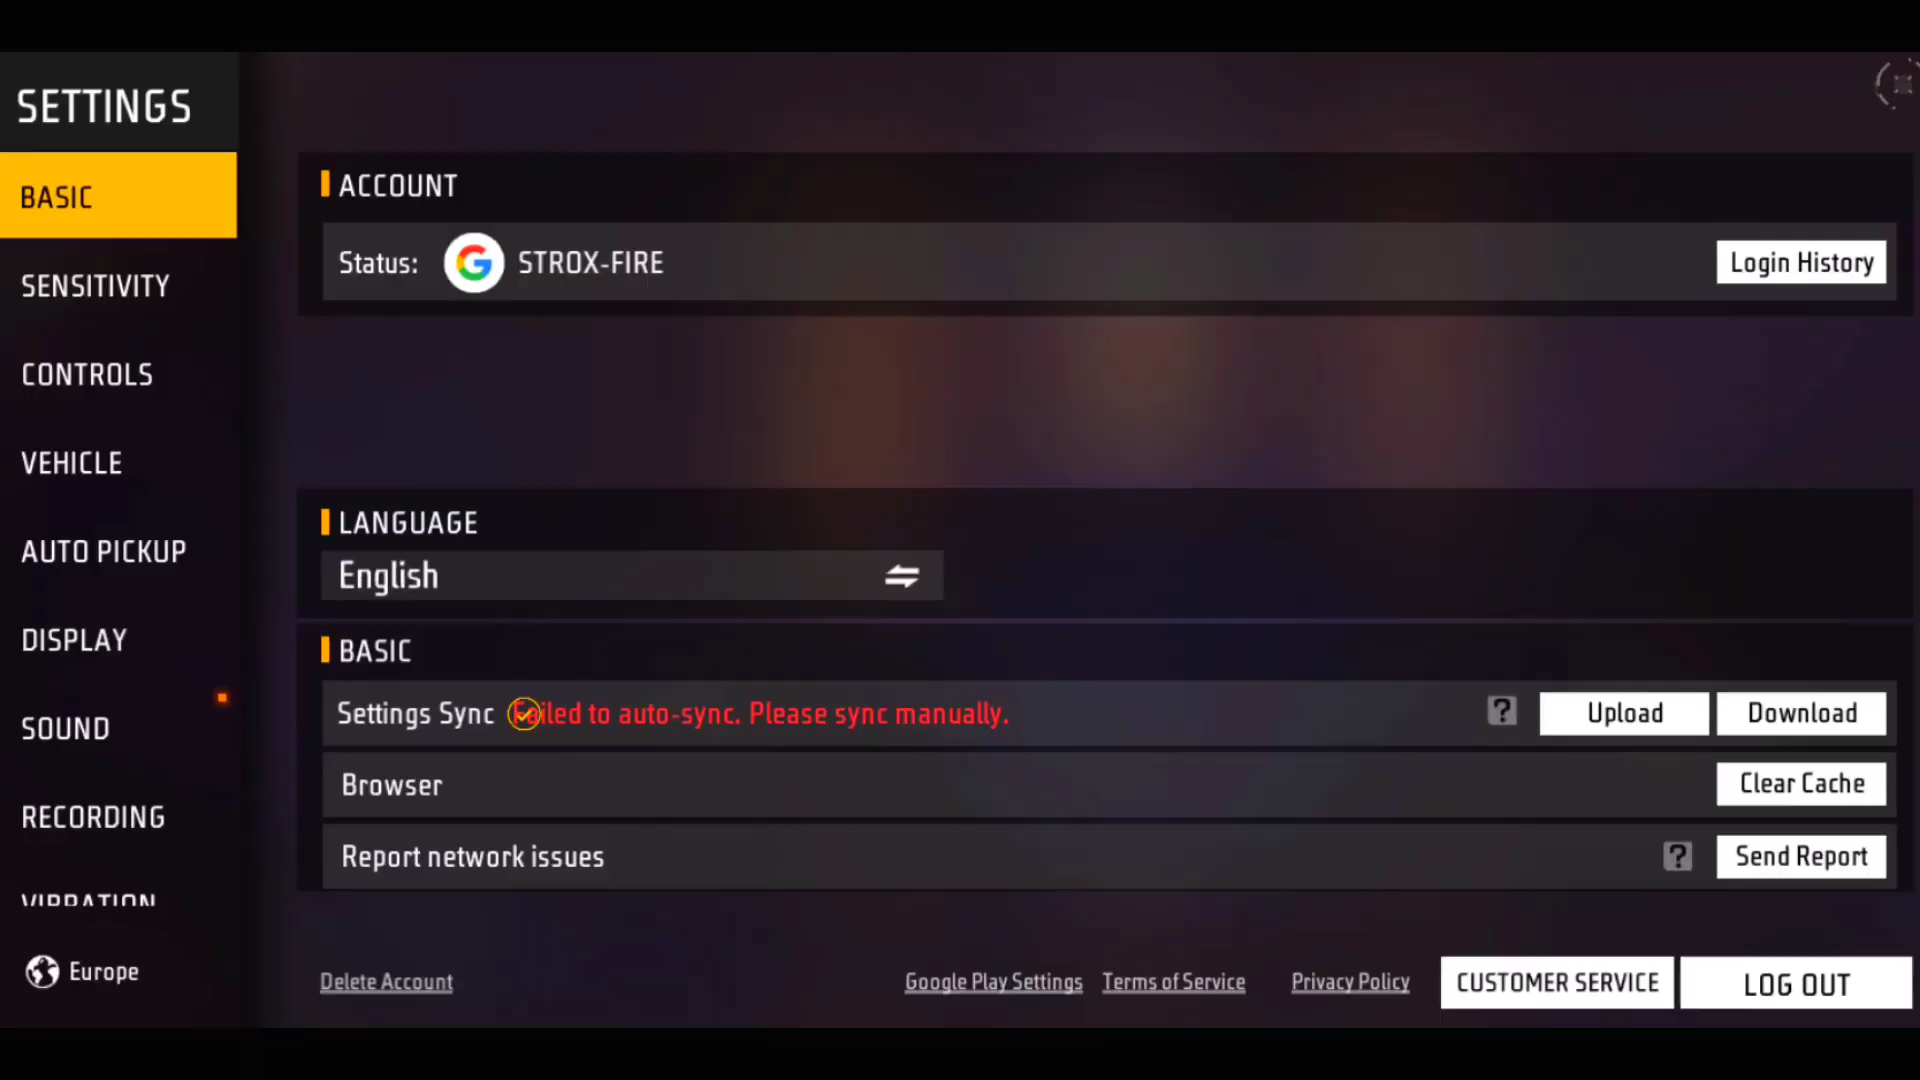 SETTINGS
BASIC
SENSITIVITY
CONTROLS
VEHICLE
AUTO PICKUP
DISPLAY
SOUND
RECORDING
VIBRATION
Europe
ACCOUNT
Status: STROX-FIRE
Login History
LANGUAGE
English
BASIC
Settings Sync Failed to auto-sync. Please sync manually.
? Upload Download
Browser
Clear Cache
Report network issues
? Send Report
Delete Account
Google Play Settings
Terms of Service
Privacy Policy
CUSTOMER SERVICE
LOG OUT